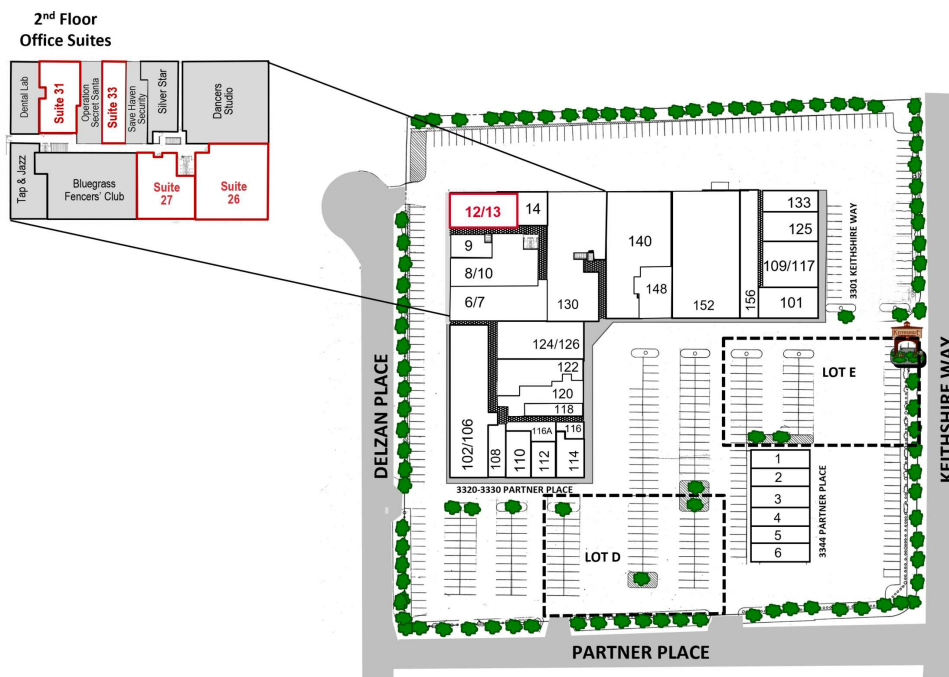 2nd Floor
Office Suites
Dental Lab
Suite 31
Operation
Secret Santa
Suite 33
Save Haven
Security
Silver Star
Dancers
Studio
Tap & Jazz
Bluegrass
Fencers' Club
Suite
27
Suite
26
12/13
14
9
8/10
6/7
130
140
148
152
156
133
125
109/117
101
3301 KEITHSHIRE WAY
124/126
122
120
118
116A
116
102/106
108
110
112
114
3320-3330 PARTNER PLACE
LOT E
LOT D
1
2
3
4
5
6
3344 PARTNER PLACE
DELZAN PLACE
KEITHSHIRE WAY
PARTNER PLACE